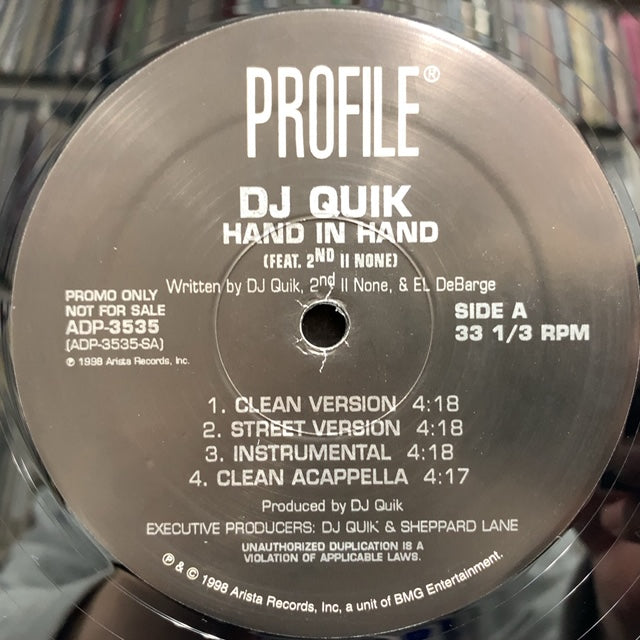 PROFILE®
DJ QUIK
HAND IN HAND
(FEAT. 2ND II NONE)
Written by DJ Quik, 2nd II None, & EL DeBarge
PROMO ONLY
NOT FOR SALE
ADP-3535
(ADP-3535-SA)
℗ 1998 Arista Records, Inc.
SIDE A
33 1/3 RPM
1. CLEAN VERSION 4:18
2. STREET VERSION 4:18
3. INSTRUMENTAL 4:18
4. CLEAN ACAPPELLA 4:17
Produced by DJ Quik
EXECUTIVE PRODUCERS: DJ QUIK & SHEPPARD LANE
UNAUTHORIZED DUPLICATION IS A
VIOLATION OF APPLICABLE LAWS.
℗ & © 1998 Arista Records, Inc, a unit of BMG Entertainment.